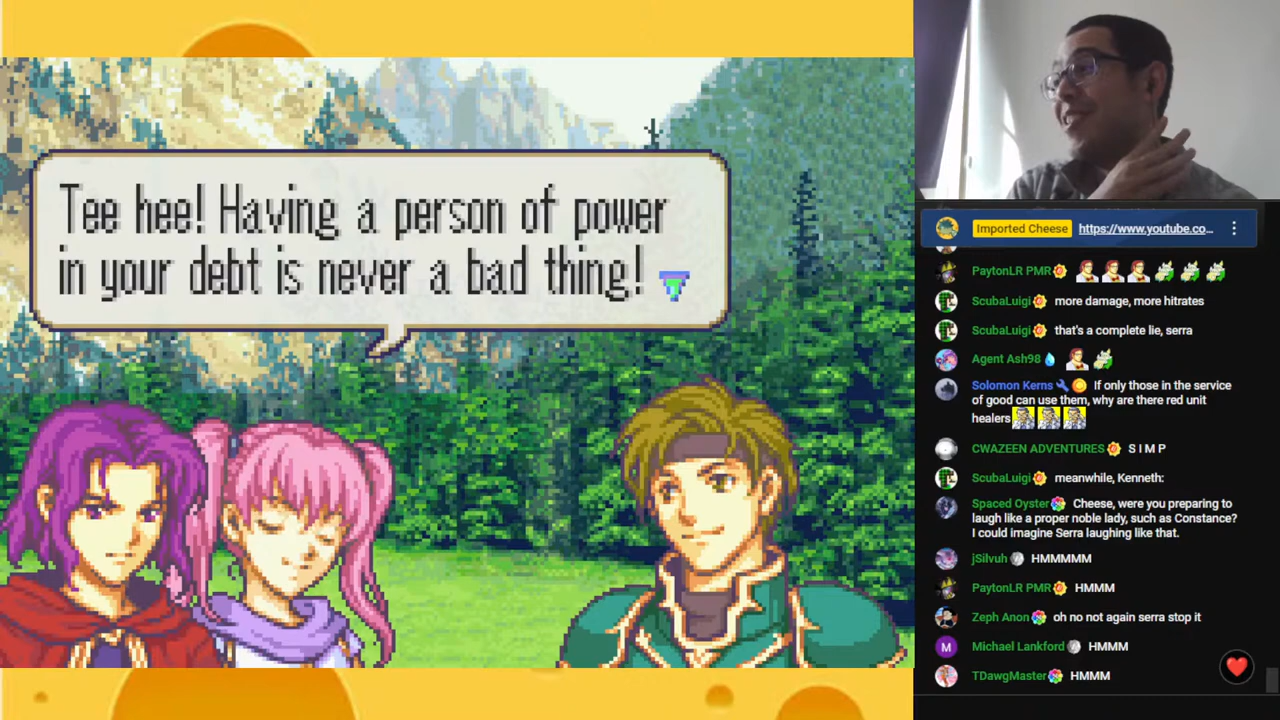 Tee hee! Having a person of power
in your debt is never a bad thing!
Imported Cheese https://www.youtube.co...
PaytonLR PMR
ScubaLuigi more damage, more hitrates
ScubaLuigi that's a complete lie, serra
Agent Ash98
Solomon Kerns If only those in the service
of good can use them, why are there red unit
healers
CWAZEEN ADVENTURES S I M P
ScubaLuigi meanwhile, Kenneth:
Spaced Oyster Cheese, were you preparing to
laugh like a proper noble lady, such as Constance?
I could imagine Serra laughing like that.
jSilvuh HMMMMM
PaytonLR PMR HMMM
Zeph Anon oh no not again serra stop it
M Michael Lankford HMMM
TDawgMaster HMMM